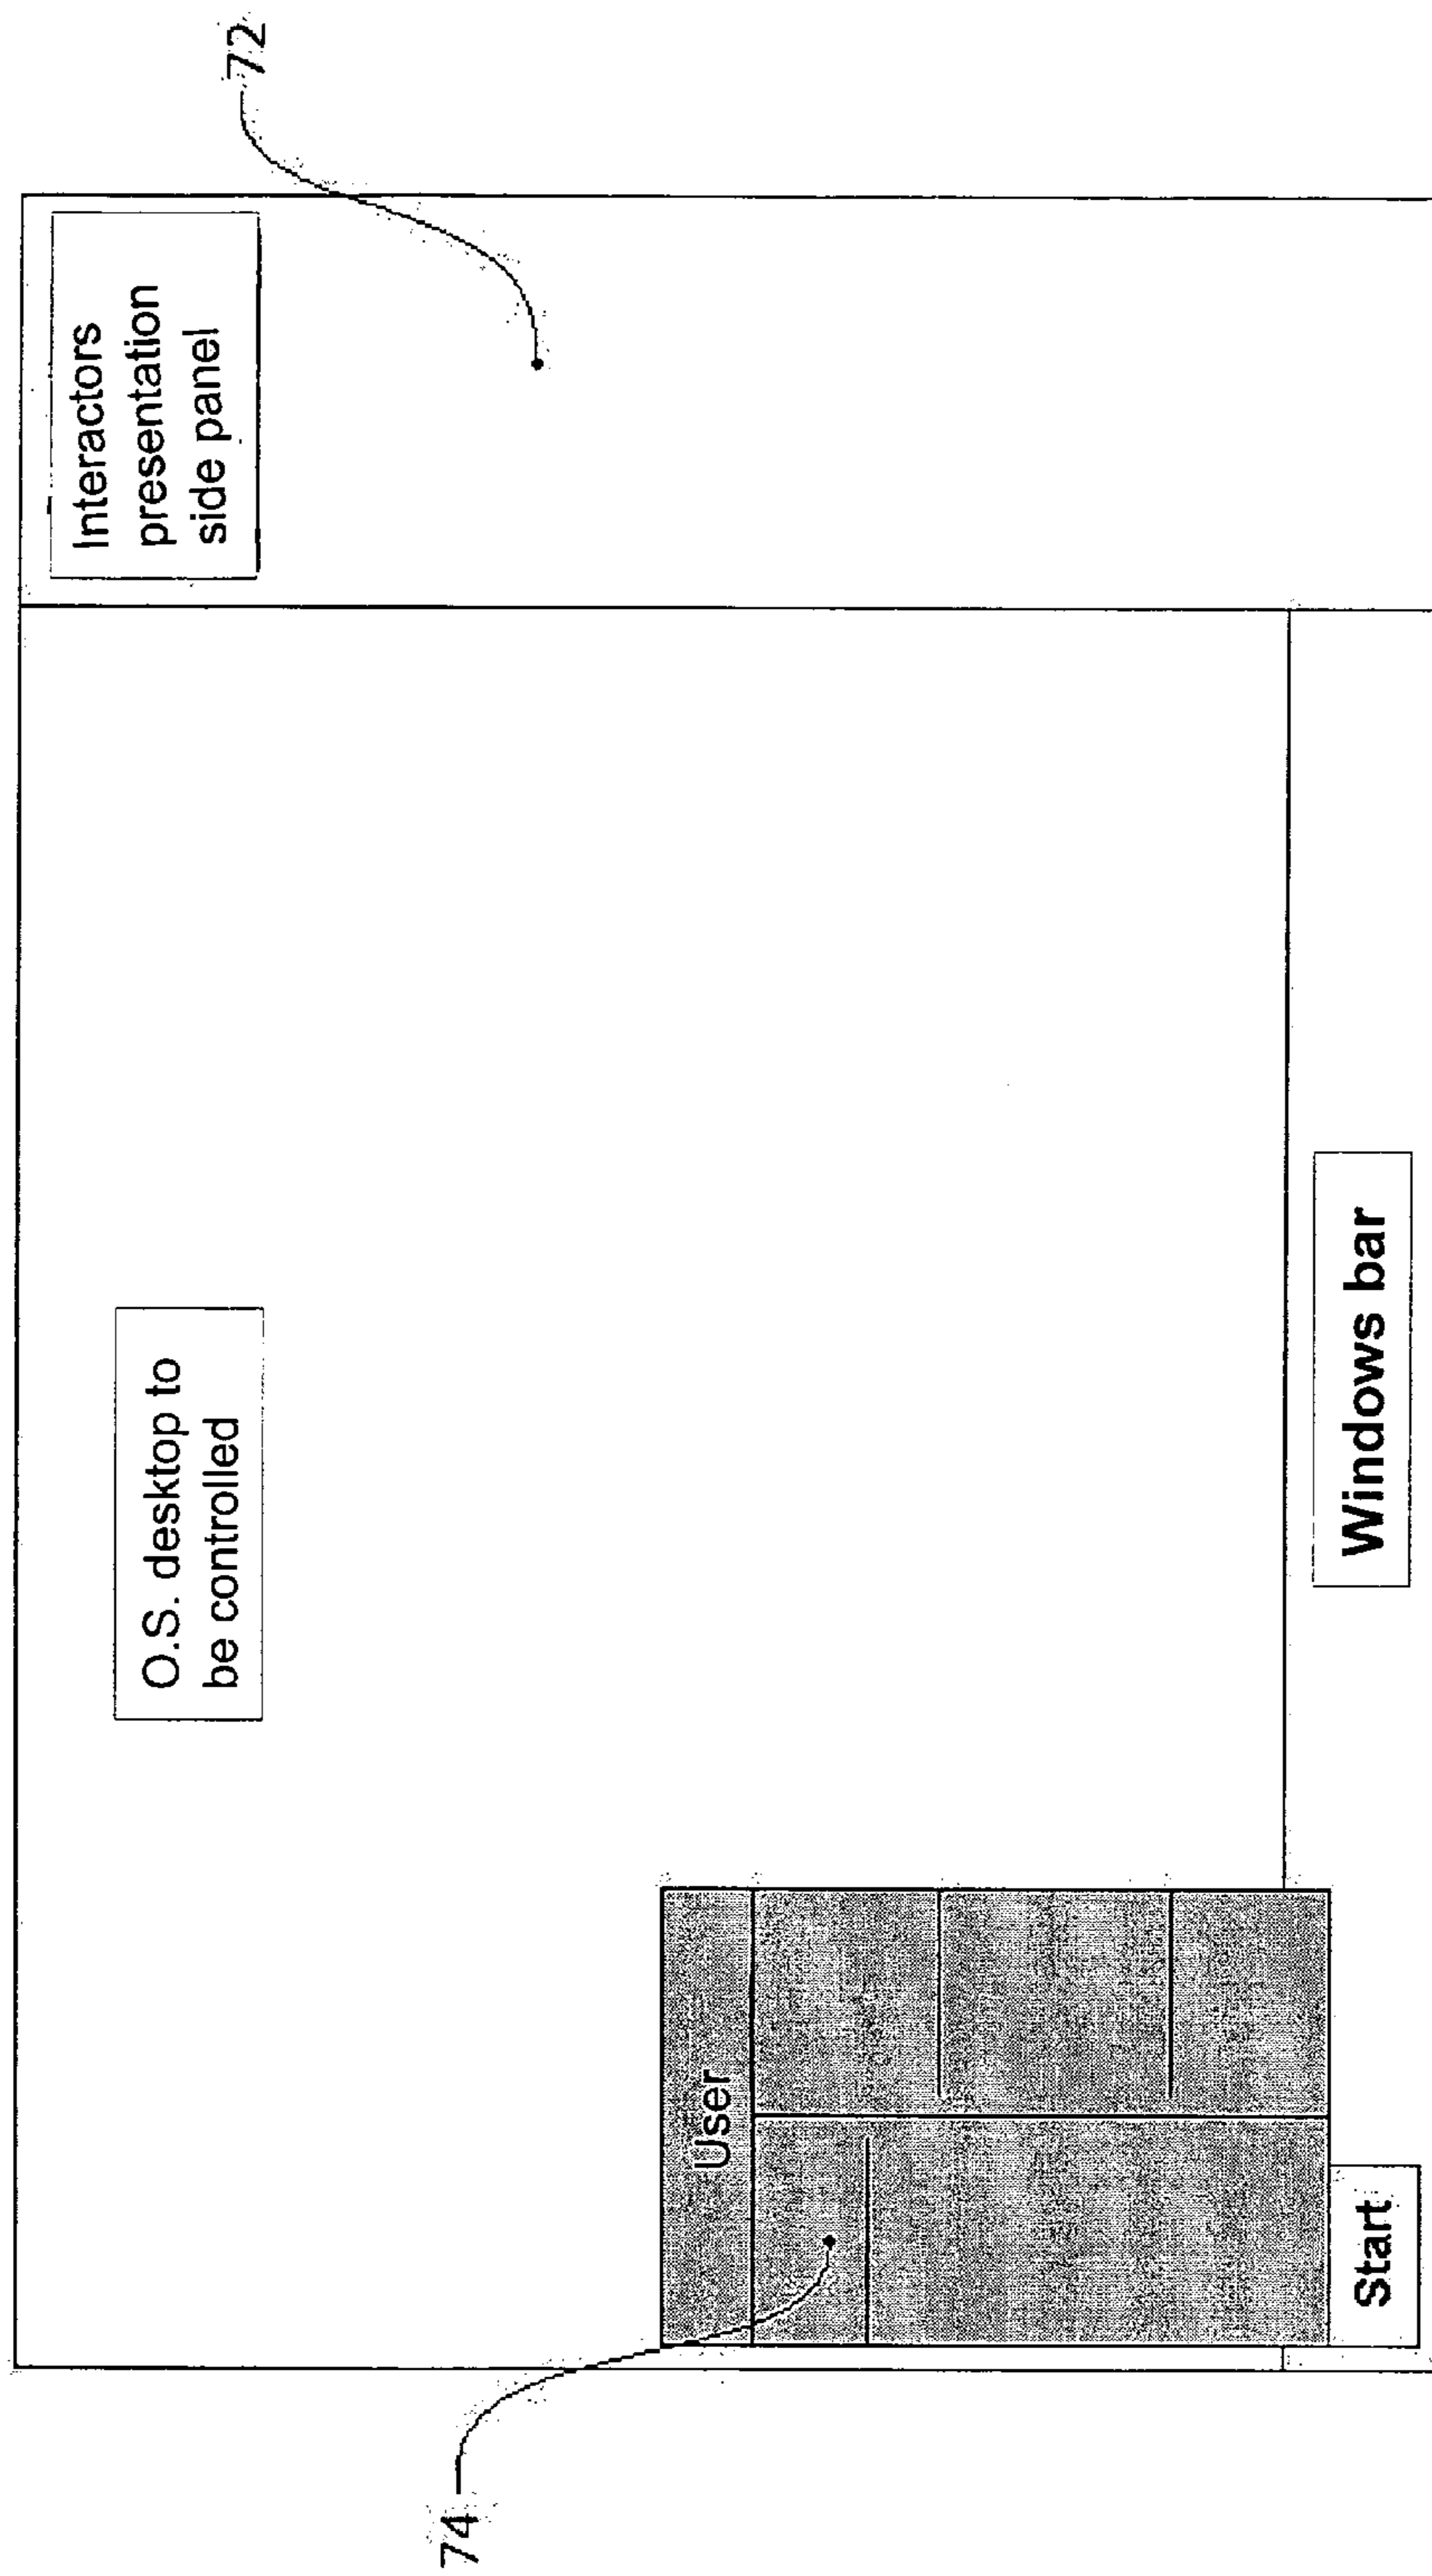 72
Interactors
presentation
side panel
O.S. desktop to
be controlled
Windows bar
User
Start
74